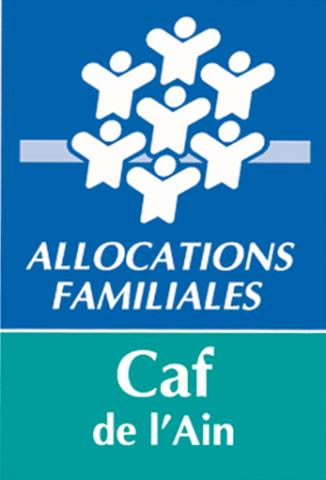 ALLOCATIONS
FAMILIALES
Caf
de l'Ain